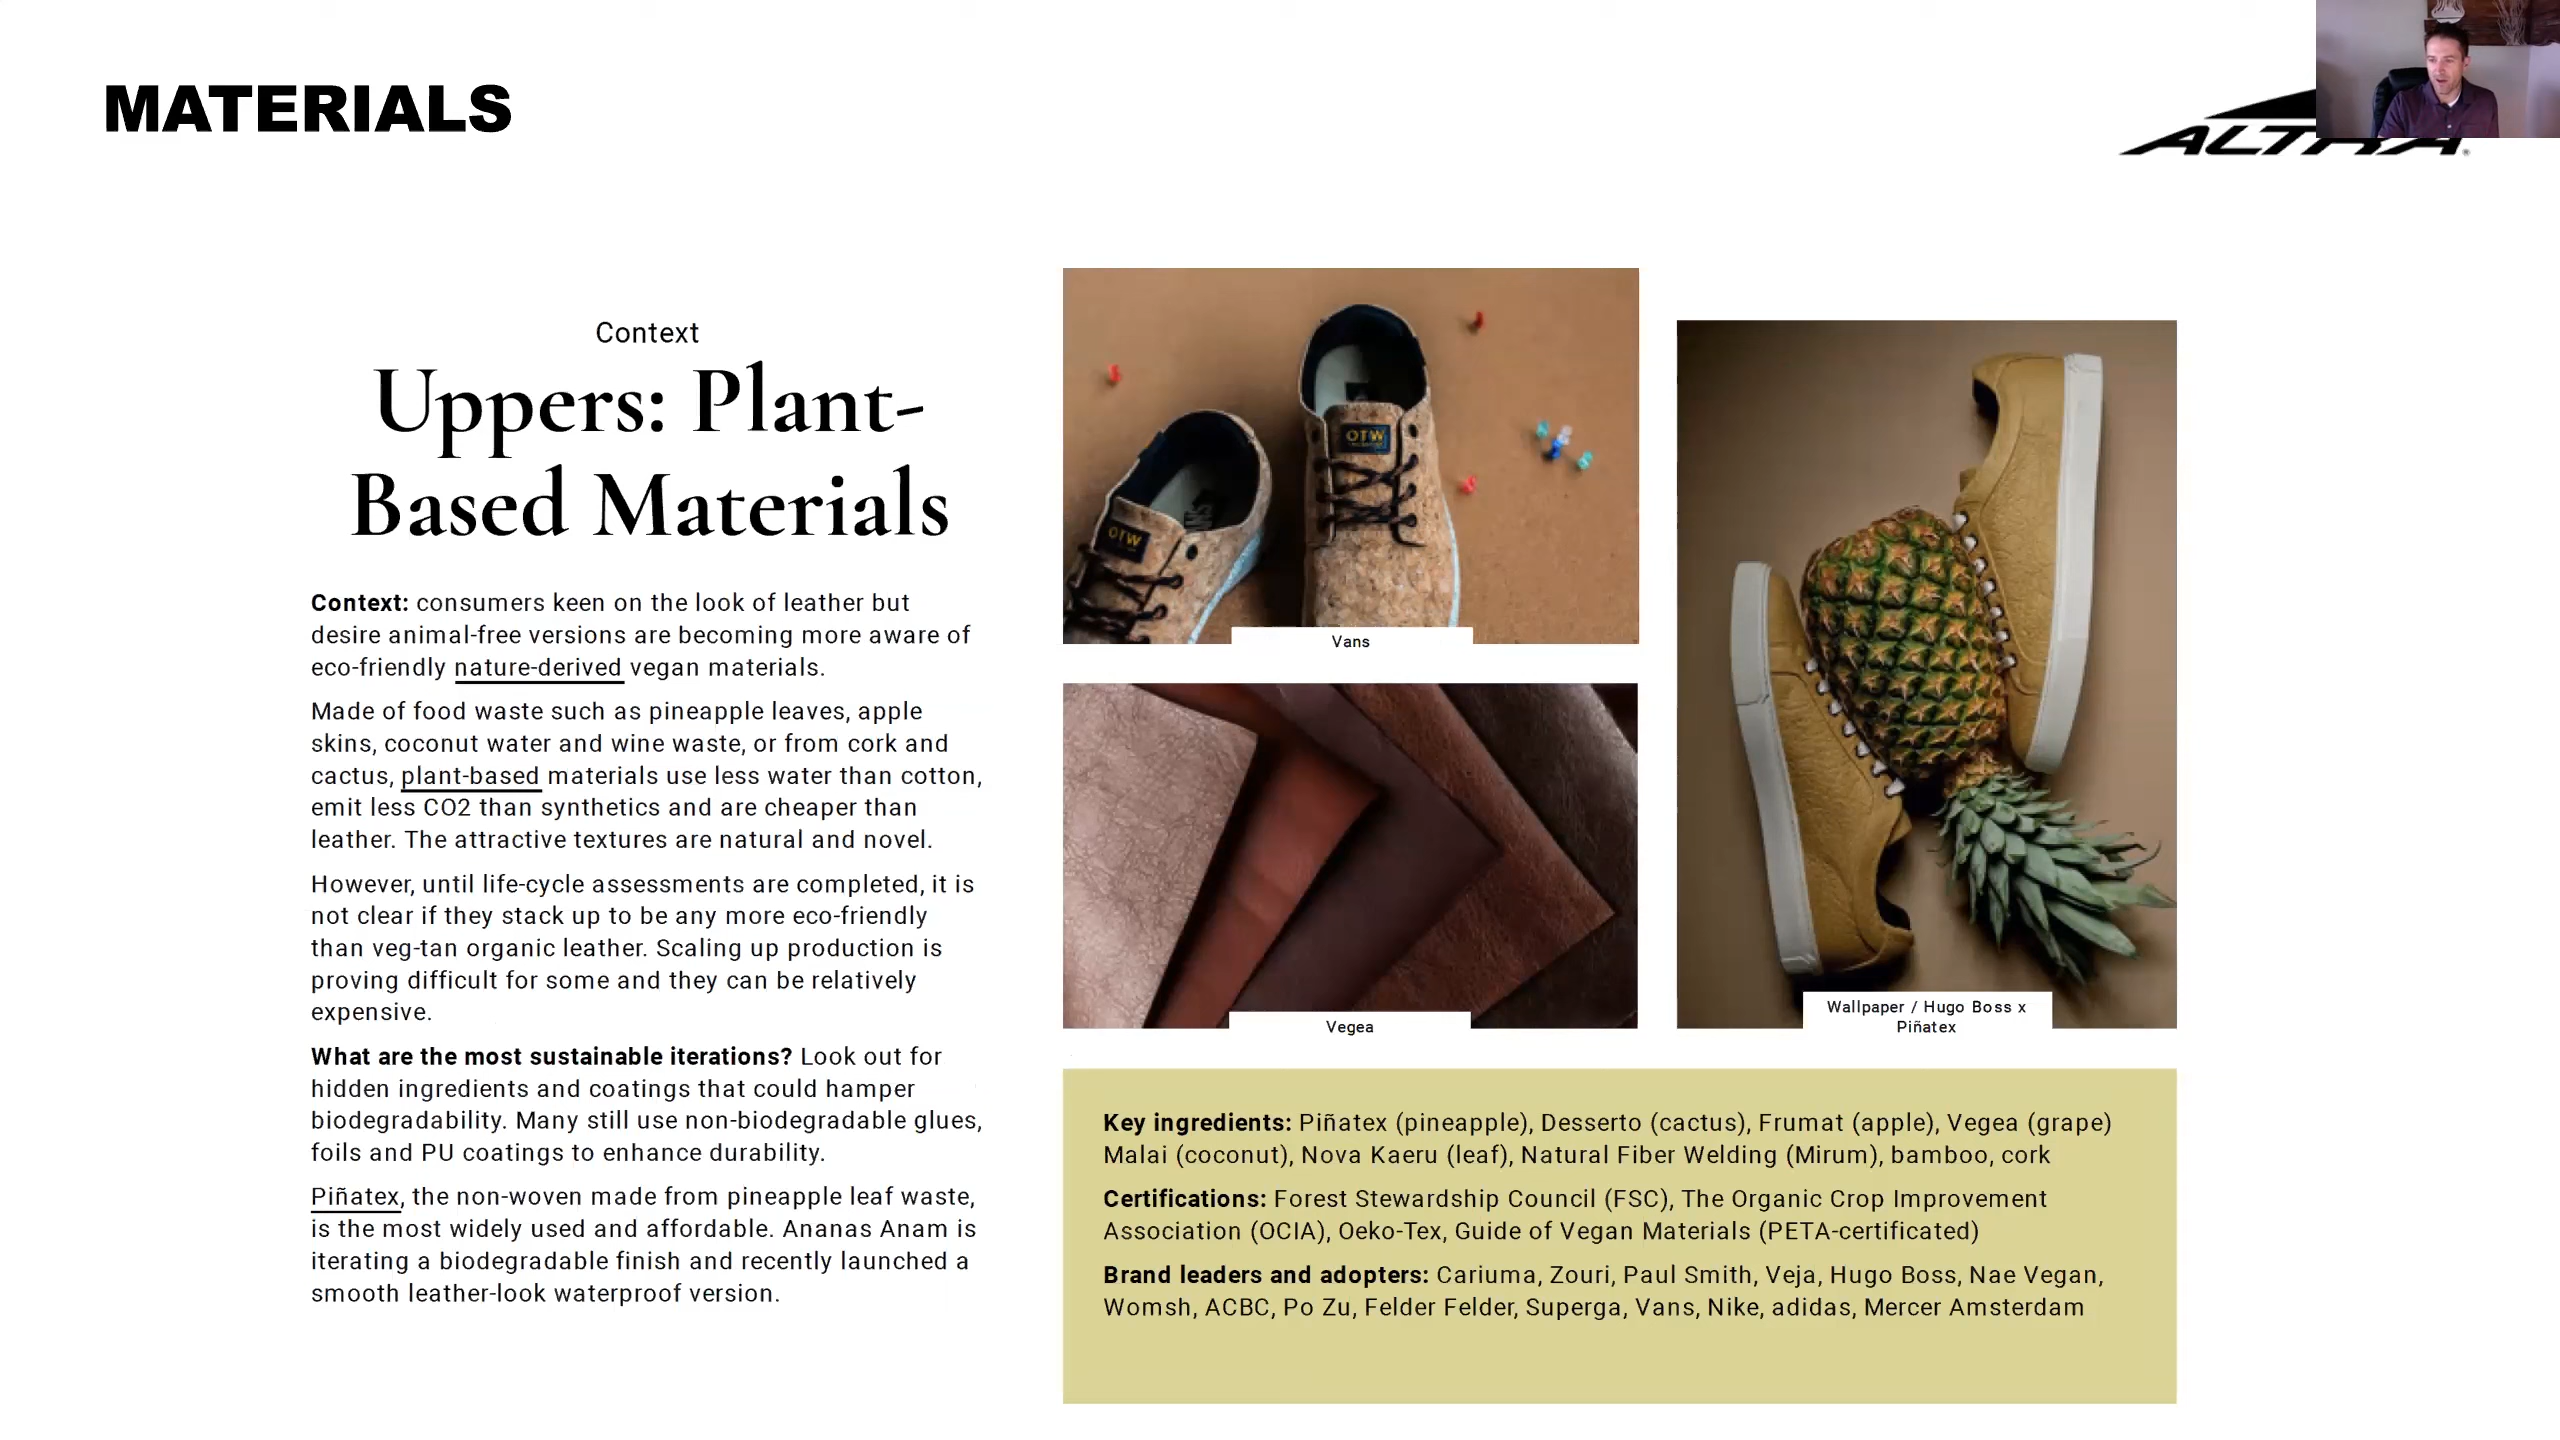 MATERIALS
ALTRA®
Context
Uppers: Plant-
Based Materials
Context: consumers keen on the look of leather but
desire animal-free versions are becoming more aware of
eco-friendly nature-derived vegan materials.
Made of food waste such as pineapple leaves, apple
skins, coconut water and wine waste, or from cork and
cactus, plant-based materials use less water than cotton,
emit less CO2 than synthetics and are cheaper than
leather. The attractive textures are natural and novel.
However, until life-cycle assessments are completed, it is
not clear if they stack up to be any more eco-friendly
than veg-tan organic leather. Scaling up production is
proving difficult for some and they can be relatively
expensive.
What are the most sustainable iterations? Look out for
hidden ingredients and coatings that could hamper
biodegradability. Many still use non-biodegradable glues,
foils and PU coatings to enhance durability.
Piñatex, the non-woven made from pineapple leaf waste,
is the most widely used and affordable. Ananas Anam is
iterating a biodegradable finish and recently launched a
smooth leather-look waterproof version.
OTW
OTW
Vans
Vegea
Wallpaper / Hugo Boss x
Piñatex
Key ingredients: Piñatex (pineapple), Desserto (cactus), Frumat (apple), Vegea (grape)
Malai (coconut), Nova Kaeru (leaf), Natural Fiber Welding (Mirum), bamboo, cork
Certifications: Forest Stewardship Council (FSC), The Organic Crop Improvement
Association (OCIA), Oeko-Tex, Guide of Vegan Materials (PETA-certificated)
Brand leaders and adopters: Cariuma, Zouri, Paul Smith, Veja, Hugo Boss, Nae Vegan,
Womsh, ACBC, Po Zu, Felder Felder, Superga, Vans, Nike, adidas, Mercer Amsterdam